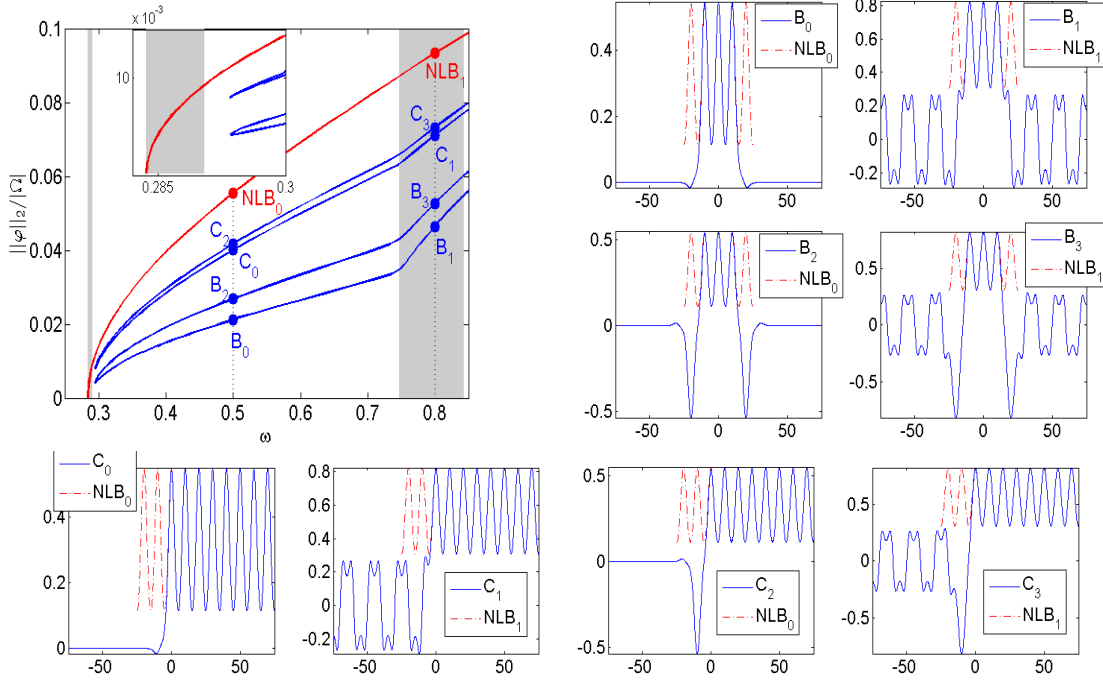 x 10⁻³
10
0.285
0.3
NLB₁
C₃
C₁
B₃
B₁
NLB₀
C₂
C₀
B₂
B₀
0.1
0.08
0.06
0.04
0.02
0
0.3 0.4 0.5 0.6 0.7 0.8
ω
||φ||₂/|Ω|
B₀
NLB₀
0.4
0.2
0
-50 0 50
B₁
NLB₁
0.8
0.6
0.4
0.2
0
-0.2
-50 0 50
B₂
NLB₀
0.5
0
-0.5
-50 0 50
B₃
NLB₁
0.5
0
-0.5
-50 0 50
C₀
NLB₀
0.4
0.2
0
-50 0 50
C₁
NLB₁
0.8
0.6
0.4
0.2
0
-0.2
-50 0 50
C₂
NLB₀
0.5
0
-0.5
-50 0 50
C₃
NLB₁
0.5
0
-0.5
-50 0 50